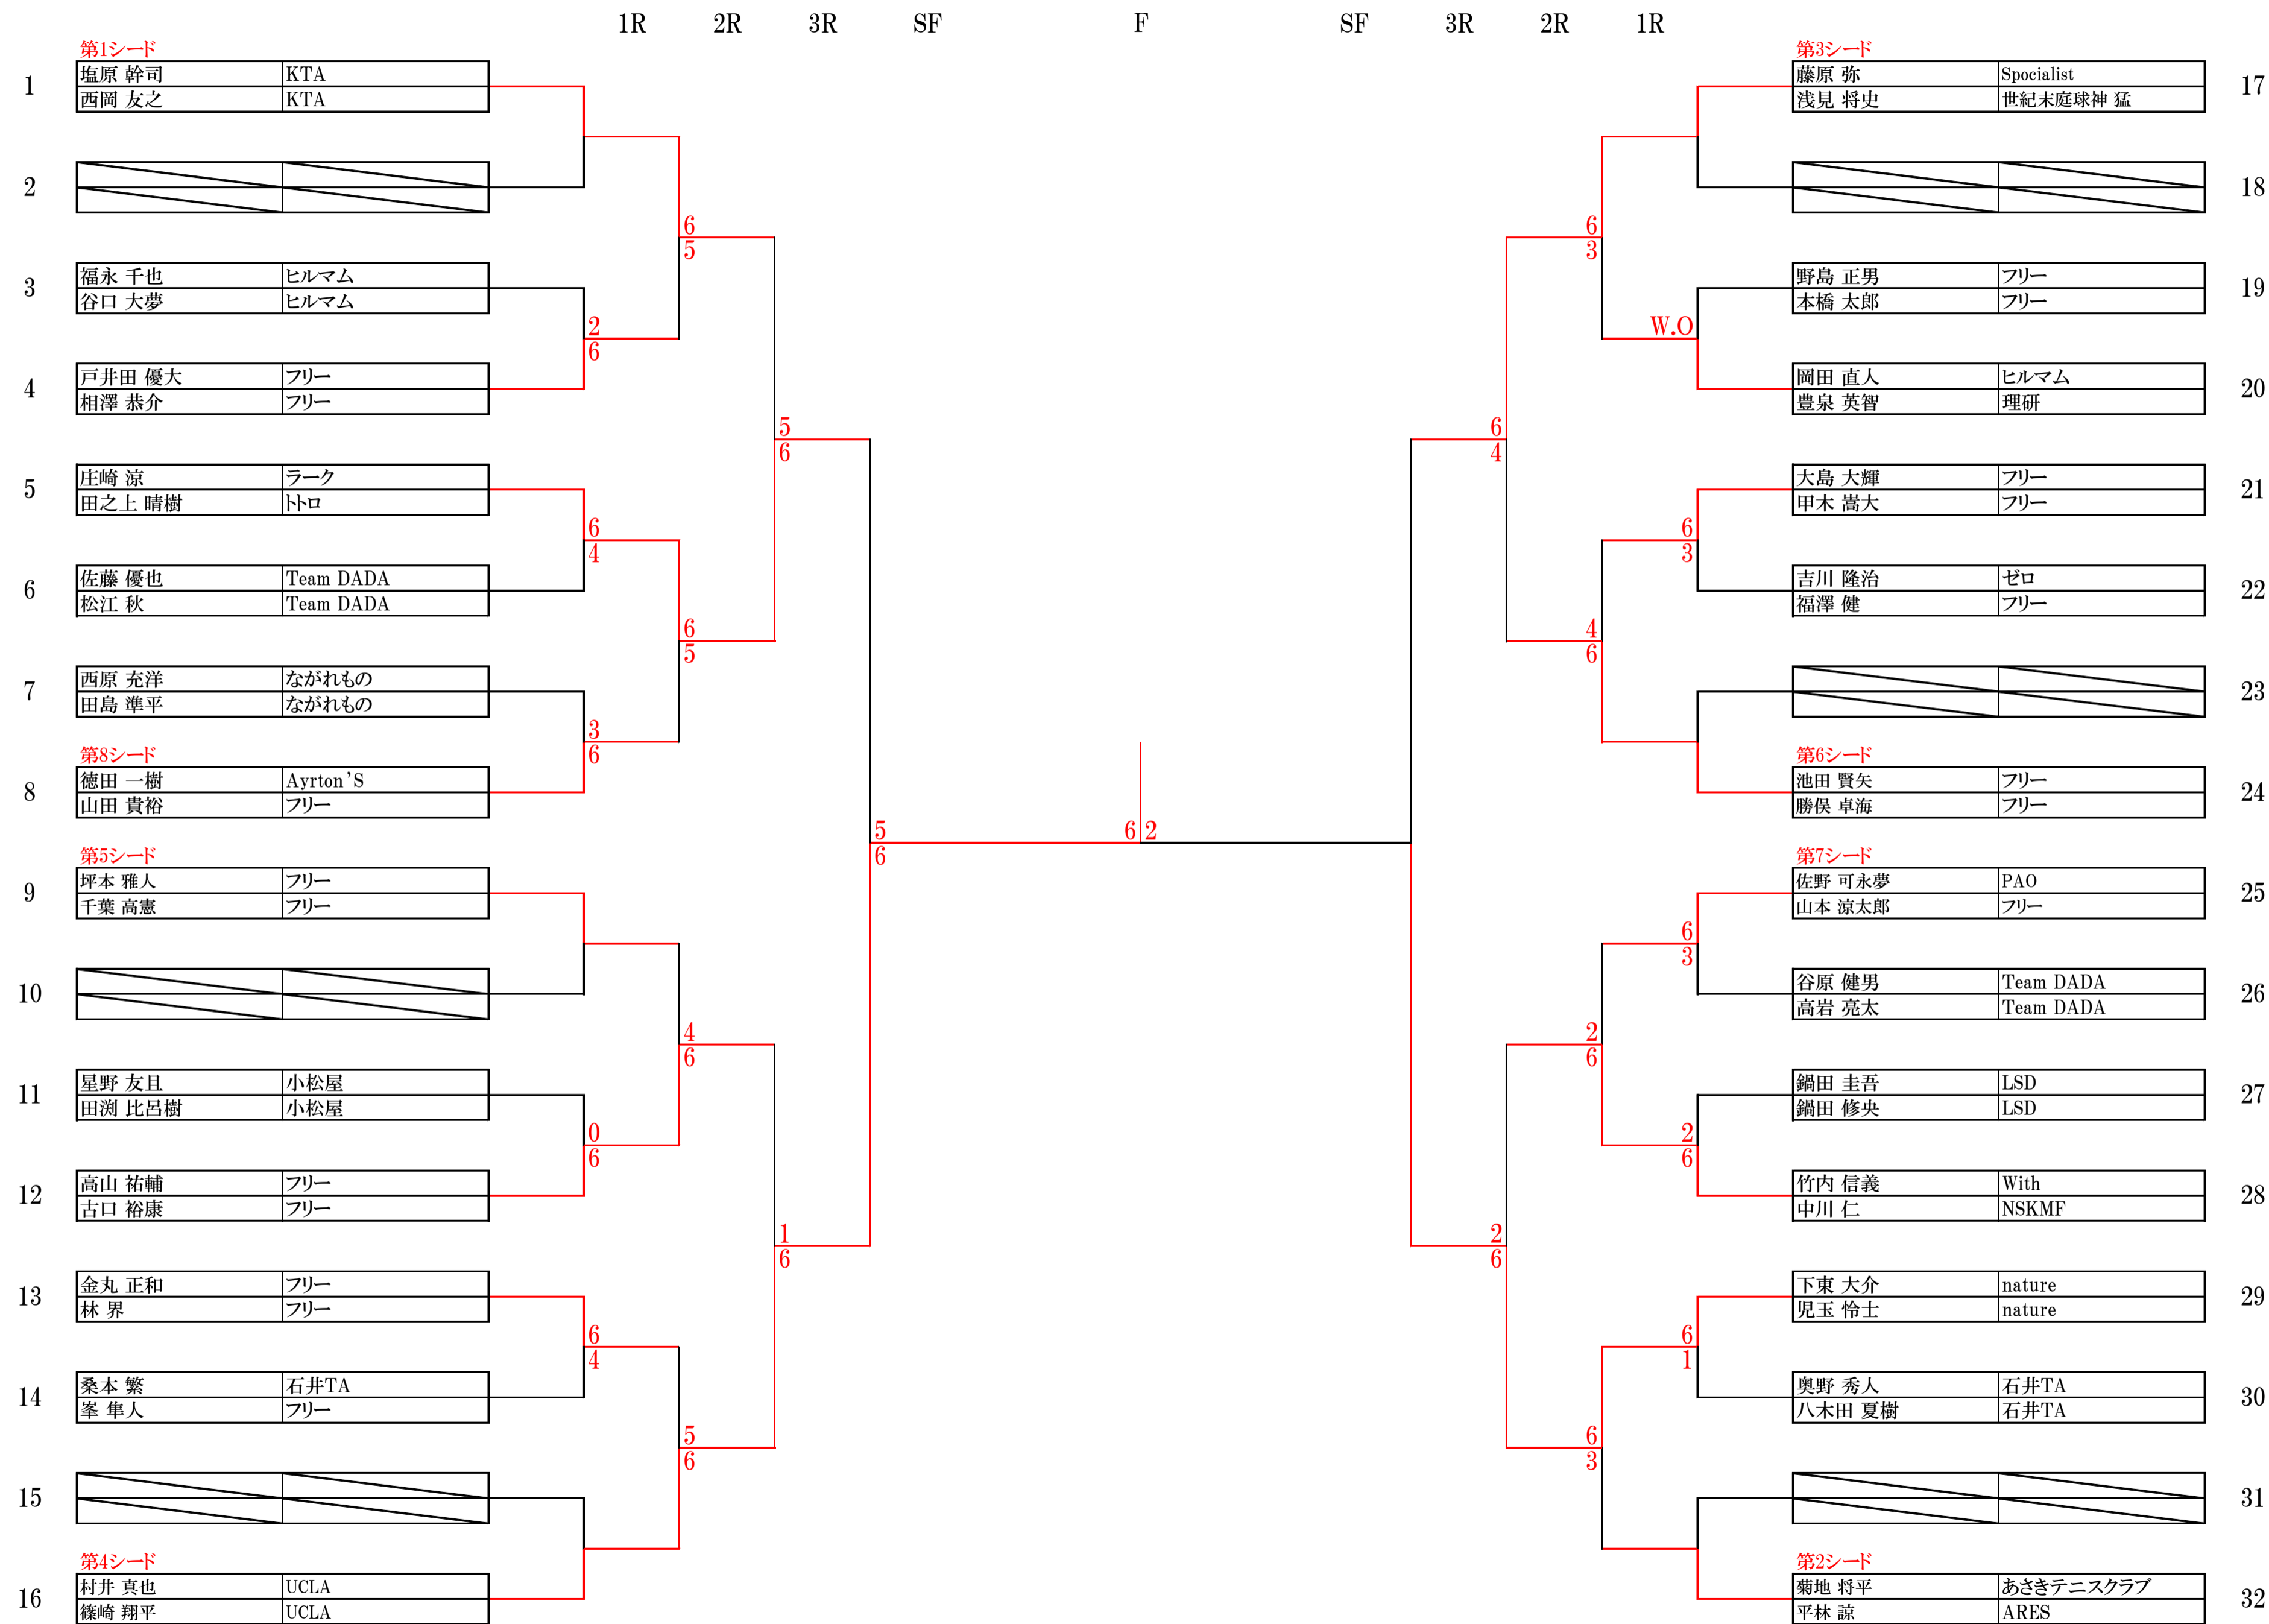 1R 2R 3R SF F SF 3R 2R 1R
第1シード
1 塩原 幹司 KTA
西岡 友之 KTA
2
6
5
3 福永 千也 ヒルマム
谷口 大夢 ヒルマム
2
6
4 戸井田 優大 フリー
相澤 恭介 フリー
5
6
5 庄崎 涼 ラーク
田之上 晴樹 トトロ
6
4
6 佐藤 優也 Team DADA
松江 秋 Team DADA
6
5
7 西原 充洋 ながれもの
田島 準平 ながれもの
3
6
第8シード
8 徳田 一樹 Ayrton'S
山田 貴裕 フリー
5
6
第5シード
9 坪本 雅人 フリー
千葉 高憲 フリー
10
4
6
11 星野 友且 小松屋
田渕 比呂樹 小松屋
0
6
12 高山 祐輔 フリー
古口 裕康 フリー
1
6
13 金丸 正和 フリー
林 界 フリー
6
4
14 桑本 繁 石井TA
峯 隼人 フリー
5
6
15
第4シード
16 村井 真也 UCLA
篠崎 翔平 UCLA
6 2
第3シード
藤原 弥 Spocialist 17
浅見 将史 世紀末庭球神 猛
18
6
3
野島 正男 フリー 19
本橋 太郎 フリー
W.O
岡田 直人 ヒルマム 20
豊泉 英智 理研
6
4
大島 大輝 フリー 21
甲木 嵩大 フリー
6
3
吉川 隆治 ゼロ 22
福澤 健 フリー
4
6
23
第6シード
池田 賢矢 フリー 24
勝俣 卓海 フリー
第7シード
佐野 可永夢 PAO 25
山本 涼太郎 フリー
6
3
谷原 健男 Team DADA 26
高岩 亮太 Team DADA
2
6
鍋田 圭吾 LSD 27
鍋田 修央 LSD
2
6
竹内 信義 With 28
中川 仁 NSKMF
2
6
下東 大介 nature 29
児玉 怜士 nature
6
1
奥野 秀人 石井TA 30
八木田 夏樹 石井TA
6
3
31
第2シード
菊地 将平 あさきテニスクラブ 32
平林 諒 ARES